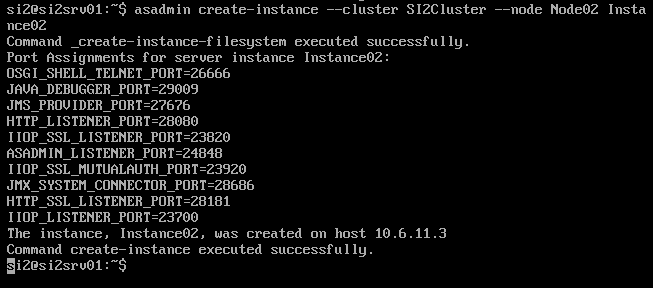 si2@si2srv01:~$ asadmin create-instance --cluster SI2Cluster --node Node02 Insta
nce02
Command _create-instance-filesystem executed successfully.
Port Assignments for server instance Instance02:
OSGI_SHELL_TELNET_PORT=26666
JAVA_DEBUGGER_PORT=29009
JMS_PROVIDER_PORT=27676
HTTP_LISTENER_PORT=28080
IIOP_SSL_LISTENER_PORT=23820
ASADMIN_LISTENER_PORT=24848
IIOP_SSL_MUTUALAUTH_PORT=23920
JMX_SYSTEM_CONNECTOR_PORT=28686
HTTP_SSL_LISTENER_PORT=28181
IIOP_LISTENER_PORT=23700
The instance, Instance02, was created on host 10.6.11.3
Command create-instance executed successfully.
si2@si2srv01:~$